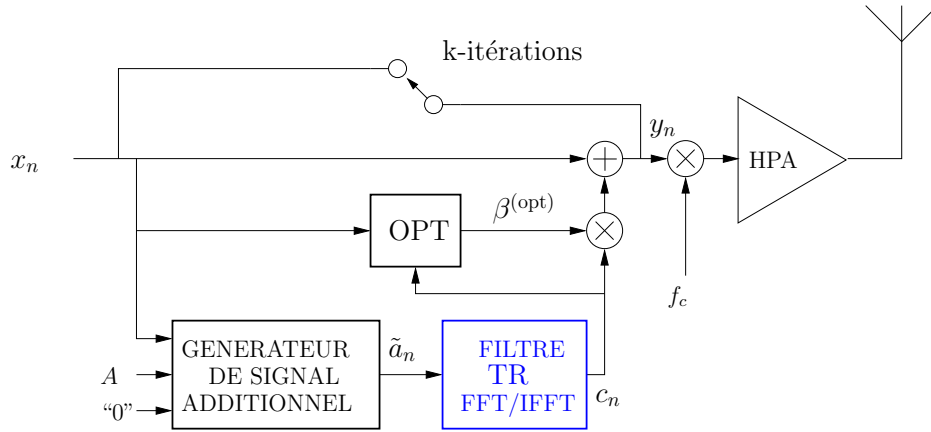 k-itérations
x_n
y_n
HPA
OPT
β^(opt)
f_c
A
“0”
GENERATEUR
DE SIGNAL
ADDITIONNEL
ã_n
FILTRE
TR
FFT/IFFT
c_n